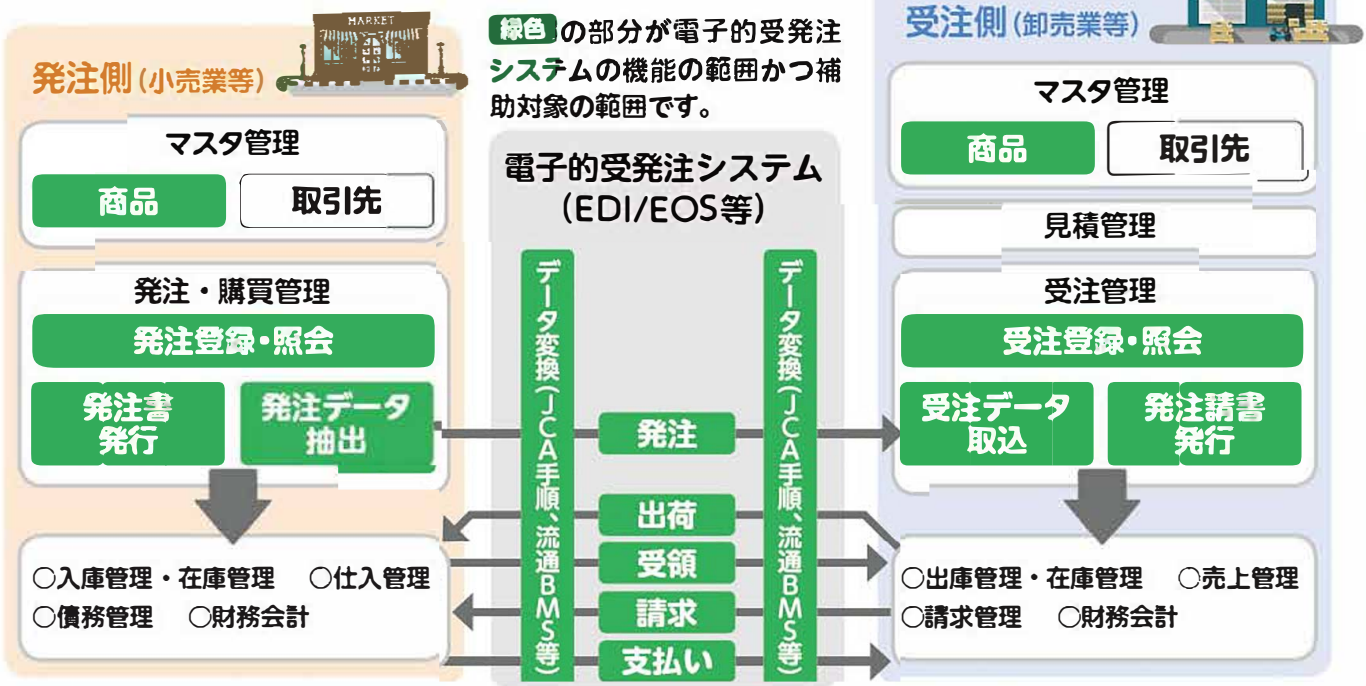 MARKET
発注側(小売業等)
マスタ管理
商品
取引先
発注・購買管理
発注登録・照会
発注書
発行
発注データ
抽出
○入庫管理・在庫管理 ○仕入管理
○債務管理 ○財務会計
緑色の部分が電子的受発注
システムの機能の範囲かつ補
助対象の範囲です。
電子的受発注システム
(EDI/EOS等)
データ変換(JCA手順、流通BMS等)
発注
出荷
受領
請求
支払い
データ変換(JCA手順、流通BMS等)
受注側(卸売業等)
マスタ管理
商品
取引先
見積管理
受注管理
受注登録・照会
受注データ
取込
発注請書
発行
○出庫管理・在庫管理 ○売上管理
○請求管理 ○財務会計